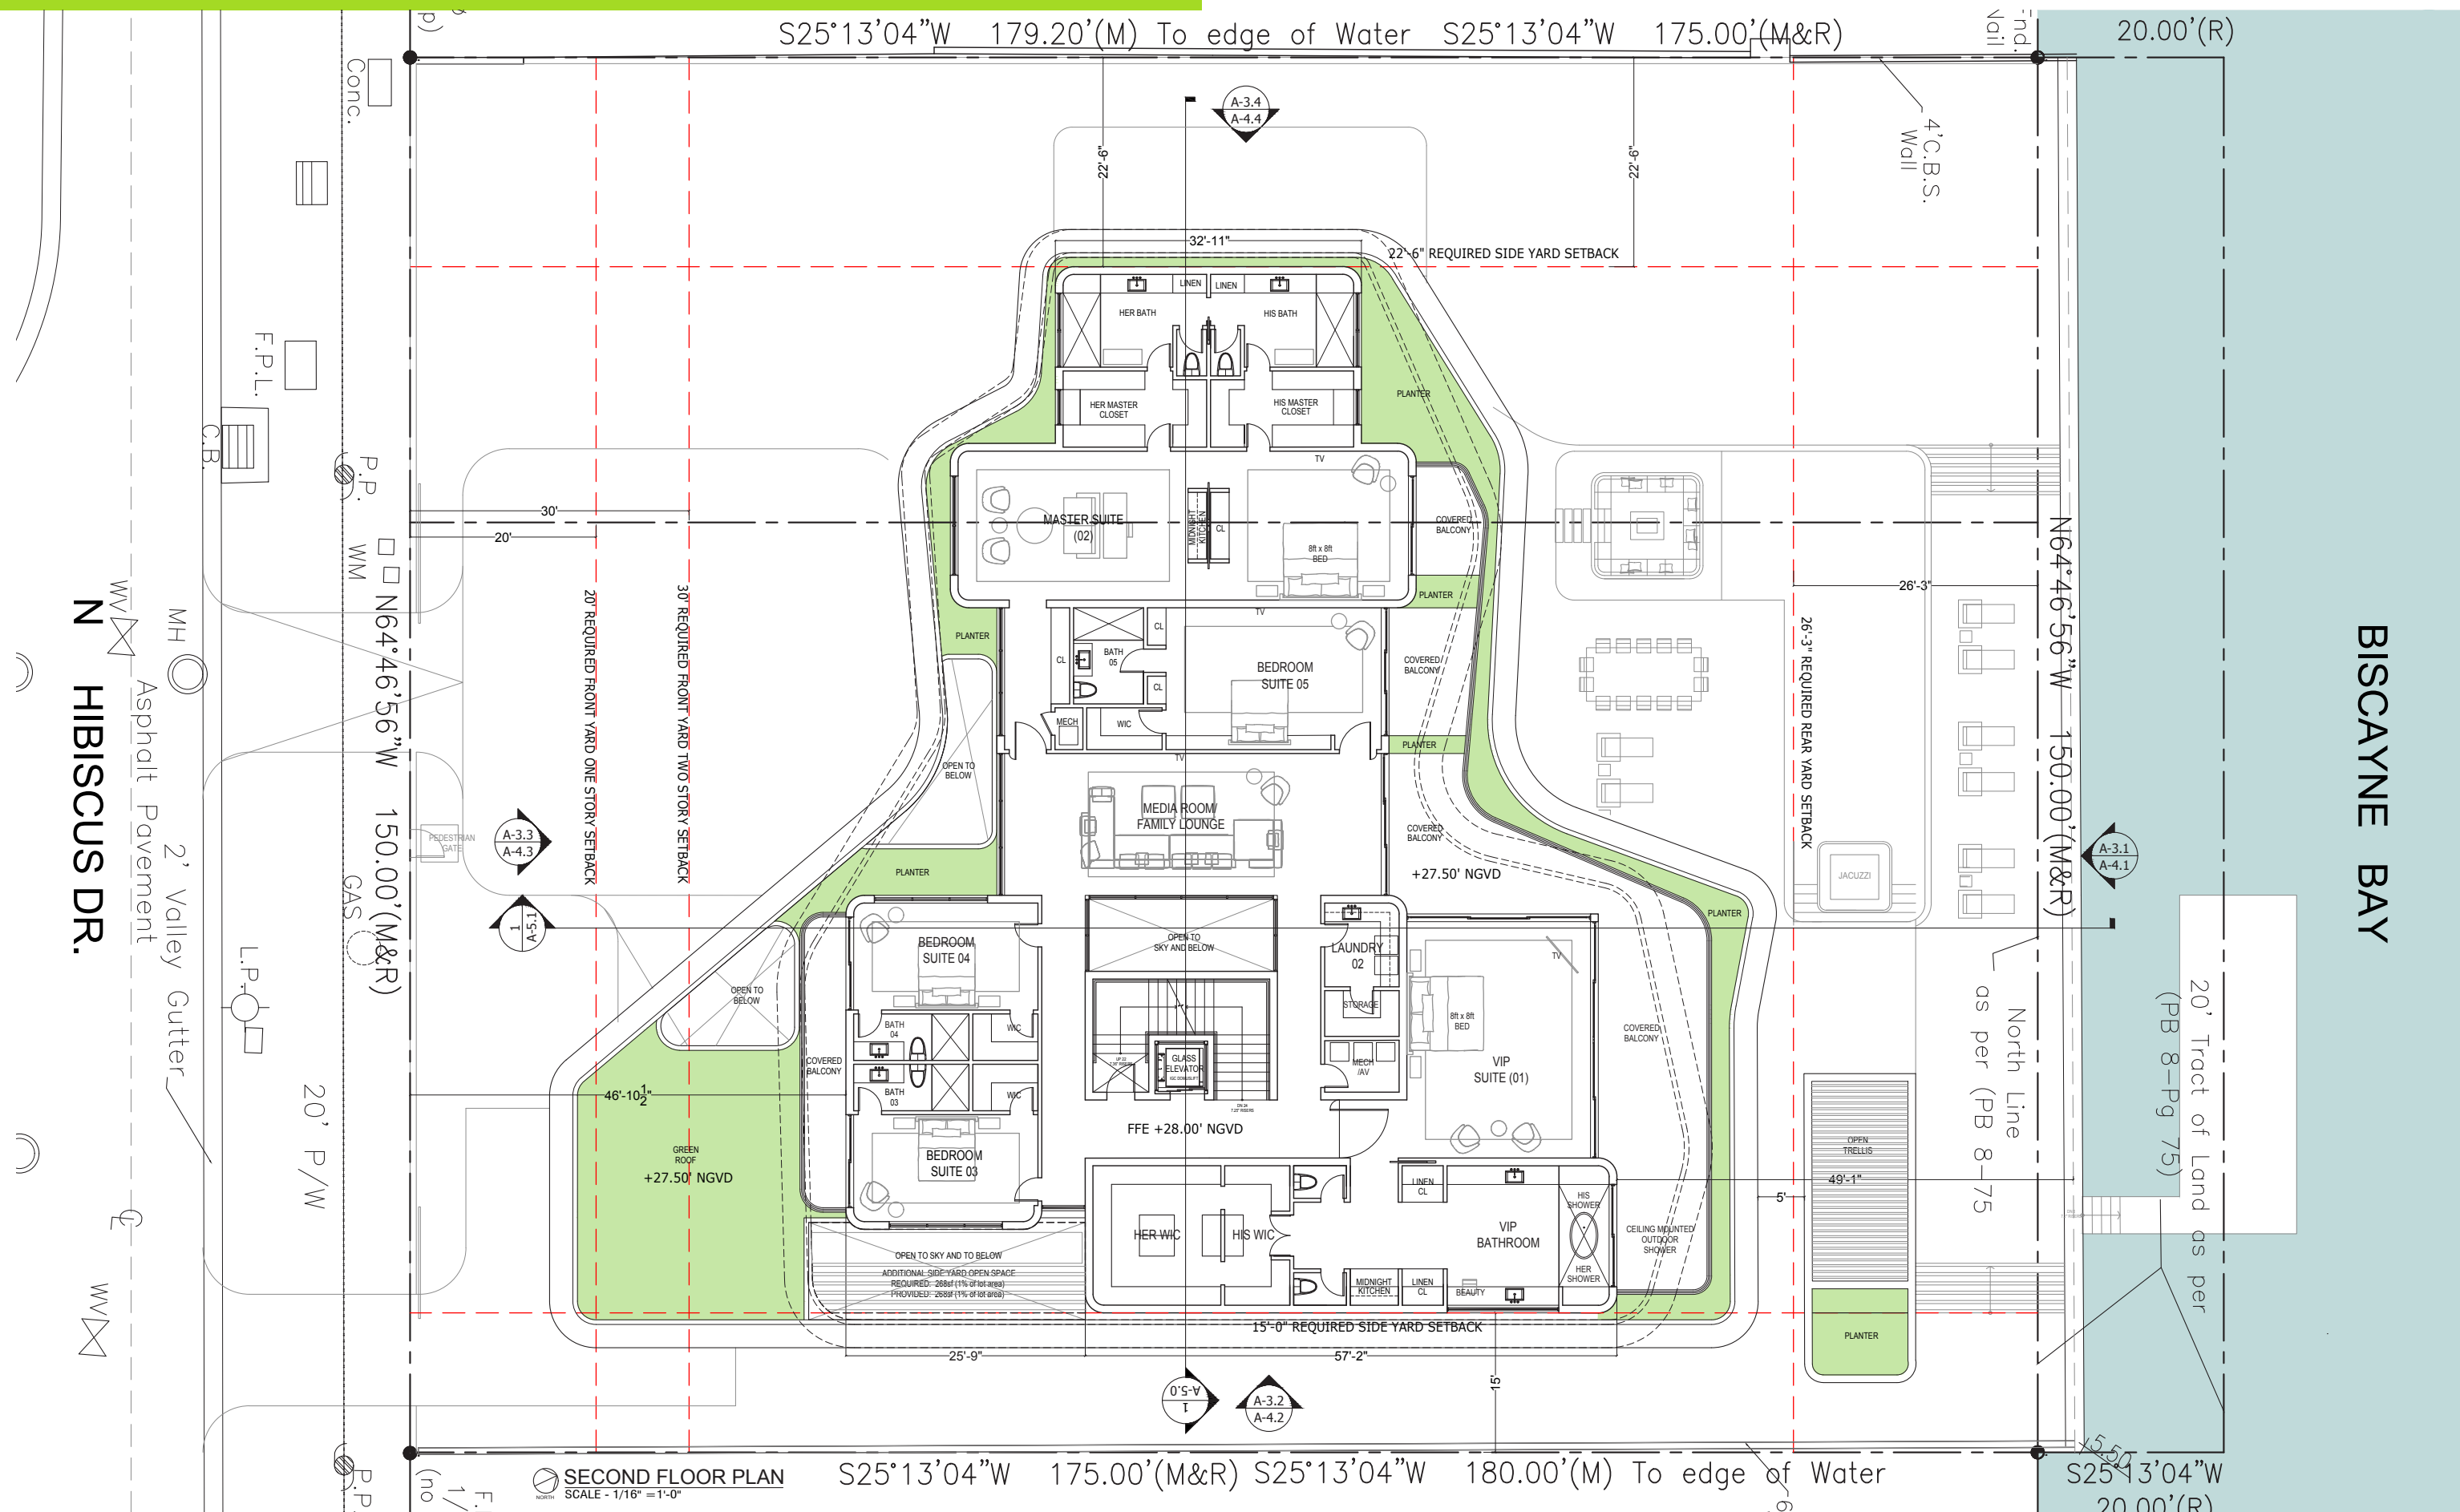 S25°13'04"W 179.20'(M) To edge of Water S25°13'04"W 175.00'(M&R)
20.00'(R)
Fnd.
Nail
p)
Conc.
4'C.B.S.
Wall
A-3.4
A-4.4
22'-6"
22'-6"
32'-11"
22'-6" REQUIRED SIDE YARD SETBACK
LINEN
LINEN
HER BATH
HIS BATH
PLANTER
HER MASTER
CLOSET
HIS MASTER
CLOSET
TV
F.P.L.
C.B.
P.P.
WM
30'
20'
MASTER SUITE
(02)
MIDNIGHT
KITCHEN
CL
8ft x 8ft
BED
COVERED
BALCONY
PLANTER
TV
26'-3"
N HIBISCUS DR.
WV
MH
Asphalt Pavement
2' Valley Gutter
N64°46'56"W 150.00'(M&R)
20' REQUIRED FRONT YARD ONE STORY SETBACK
30' REQUIRED FRONT YARD TWO STORY SETBACK
PLANTER
CL
CL
BATH
05
CL
MECH
WIC
BEDROOM
SUITE 05
COVERED
BALCONY
26'-3" REQUIRED REAR YARD SETBACK
N64°46'56"W 150.00'(M&R)
BISCAYNE BAY
PLANTER
TV
OPEN TO
BELOW
MEDIA ROOM/
FAMILY LOUNGE
COVERED
BALCONY
PEDESTRIAN
GATE
A-3.3
A-4.3
A-3.1
A-4.1
PLANTER
+27.50' NGVD
JACUZZI
GAS
1
A-5.1
PLANTER
BEDROOM
SUITE 04
OPEN TO
SKY AND BELOW
LAUNDRY
02
TV
L.P.
OPEN TO
BELOW
STORAGE
8ft x 8ft
BED
COVERED
BALCONY
BATH
04
WIC
COVERED
BALCONY
GLASS
ELEVATOR
MECH
/AV
VIP
SUITE (01)
North Line
as per (PB 8-75
20' Tract of Land as per
(PB 8-Pg 75)
20' P/W
46'-10½"
BATH
03
WIC
DN 24
7.23" RISERS
FFE +28.00' NGVD
GREEN
ROOF
+27.50' NGVD
BEDROOM
SUITE 03
OPEN
TRELLIS
49'-1"
5'
LINEN
CL
HIS
SHOWER
HER WIC
HIS WIC
VIP
BATHROOM
CEILING MOUNTED
OUTDOOR
SHOWER
OPEN TO SKY AND TO BELOW
ADDITIONAL SIDE YARD OPEN SPACE
REQUIRED: 268sf (1% of lot area)
PROVIDED: 268sf (1% of lot area)
HER
SHOWER
MIDNIGHT
KITCHEN
LINEN
CL
BEAUTY
WV
15'-0" REQUIRED SIDE YARD SETBACK
PLANTER
25'-9"
57'-2"
15'
1
A-5.0
A-3.2
A-4.2
P.P.
(no
NORTH
SECOND FLOOR PLAN
SCALE - 1/16" =1'-0"
S25°13'04"W 175.00'(M&R) S25°13'04"W 180.00'(M) To edge of Water
5.50
S25°13'04"W
20.00'(R)